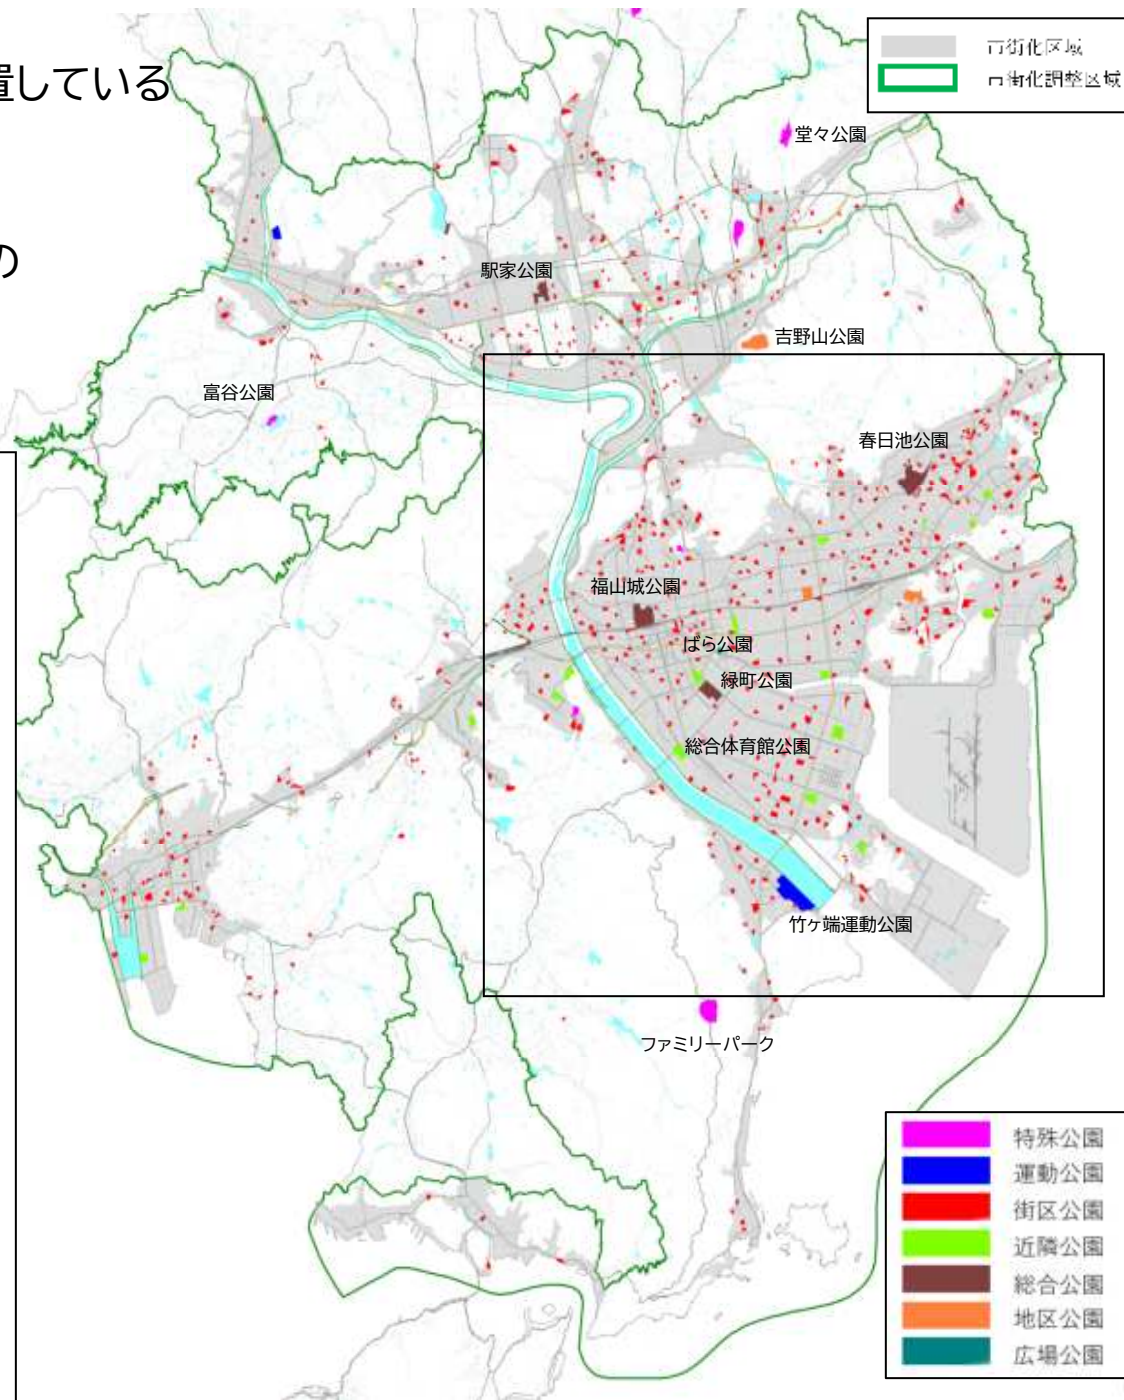 置している
の
市街化区域
市街化調整区域
堂々公園
駅家公園
吉野山公園
富谷公園
春日池公園
福山城公園
ばら公園
緑町公園
総合体育館公園
竹ヶ端運動公園
ファミリーパーク
特殊公園
運動公園
街区公園
近隣公園
総合公園
地区公園
広場公園